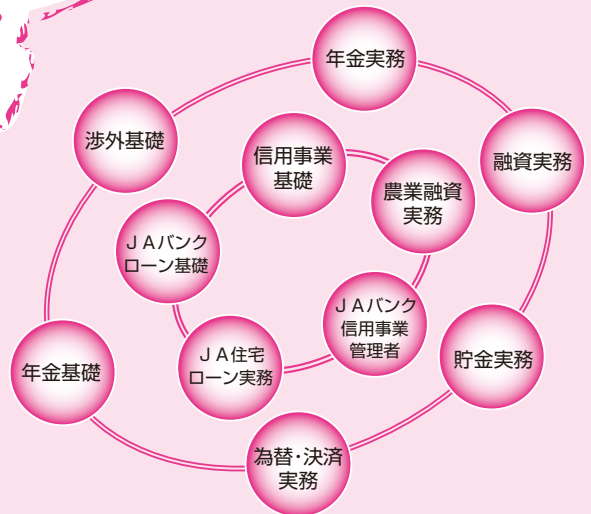 年金実務
渉外基礎
信用事業
基礎
融資実務
農業融資
実務
ＪＡバンク
ローン基礎
ＪＡバンク
信用事業
管理者
ＪＡ住宅
ローン実務
貯金実務
年金基礎
為替・決済
実務